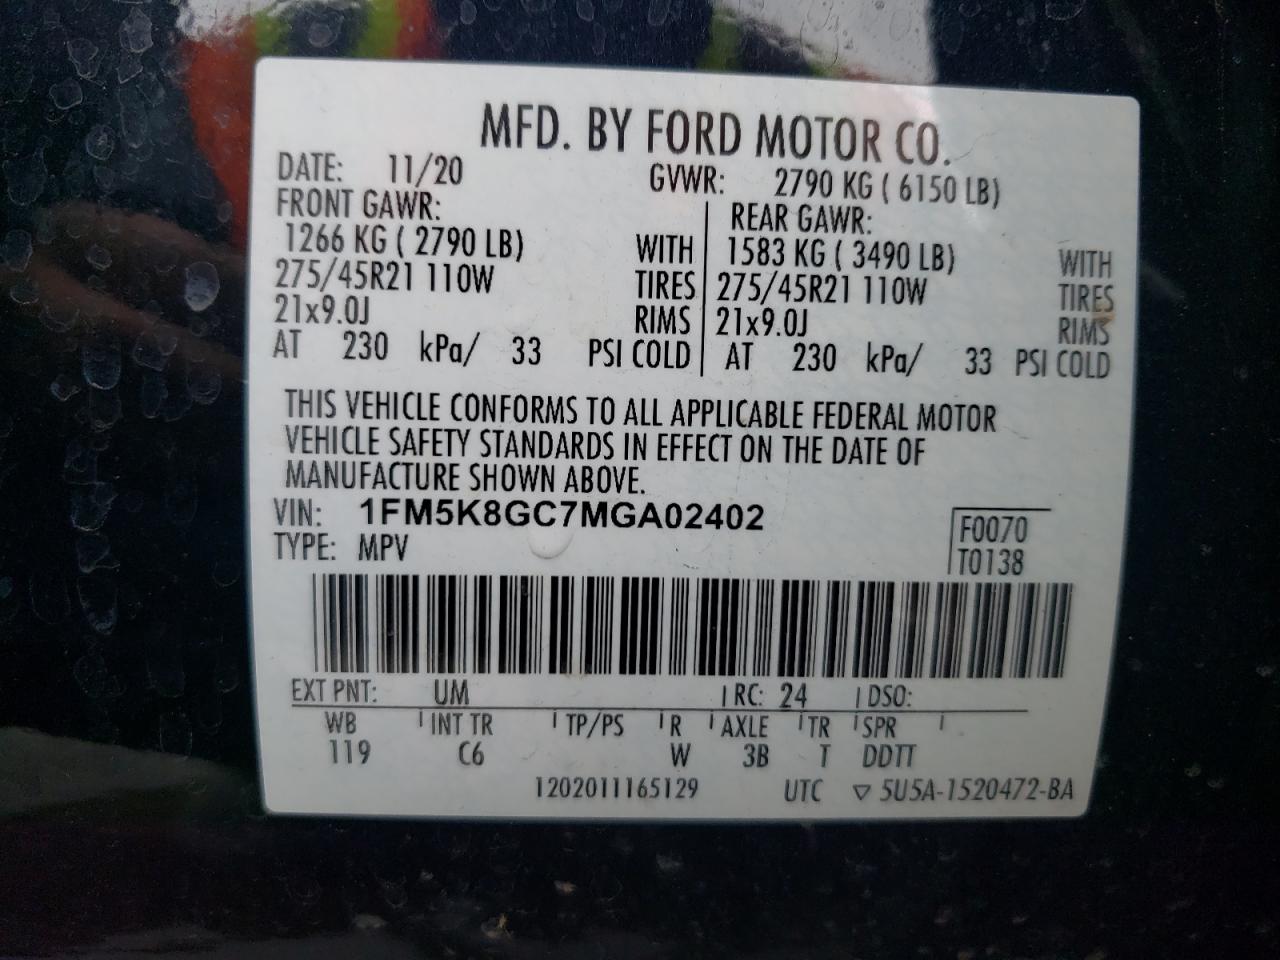 MFD. BY FORD MOTOR CO.
DATE: 11/20 GVWR: 2790 KG ( 6150 LB)
FRONT GAWR: REAR GAWR:
1266 KG ( 2790 LB) WITH 1583 KG ( 3490 LB) WITH
275/45R21 110W TIRES 275/45R21 110W TIRES
21x9.0J RIMS 21x9.0J RIMS
AT 230 kPa/ 33 PSI COLD AT 230 kPa/ 33 PSI COLD
THIS VEHICLE CONFORMS TO ALL APPLICABLE FEDERAL MOTOR
VEHICLE SAFETY STANDARDS IN EFFECT ON THE DATE OF
MANUFACTURE SHOWN ABOVE.
VIN: 1FM5K8GC7MGA02402 F0070
TYPE: MPV T0138
EXT PNT: UM RC: 24 DSO:
WB INT TR TP/PS R AXLE TR SPR
119 C6 W 3B T DDTT
1202011165129 UTC ▽ 5U5A-1520472-BA